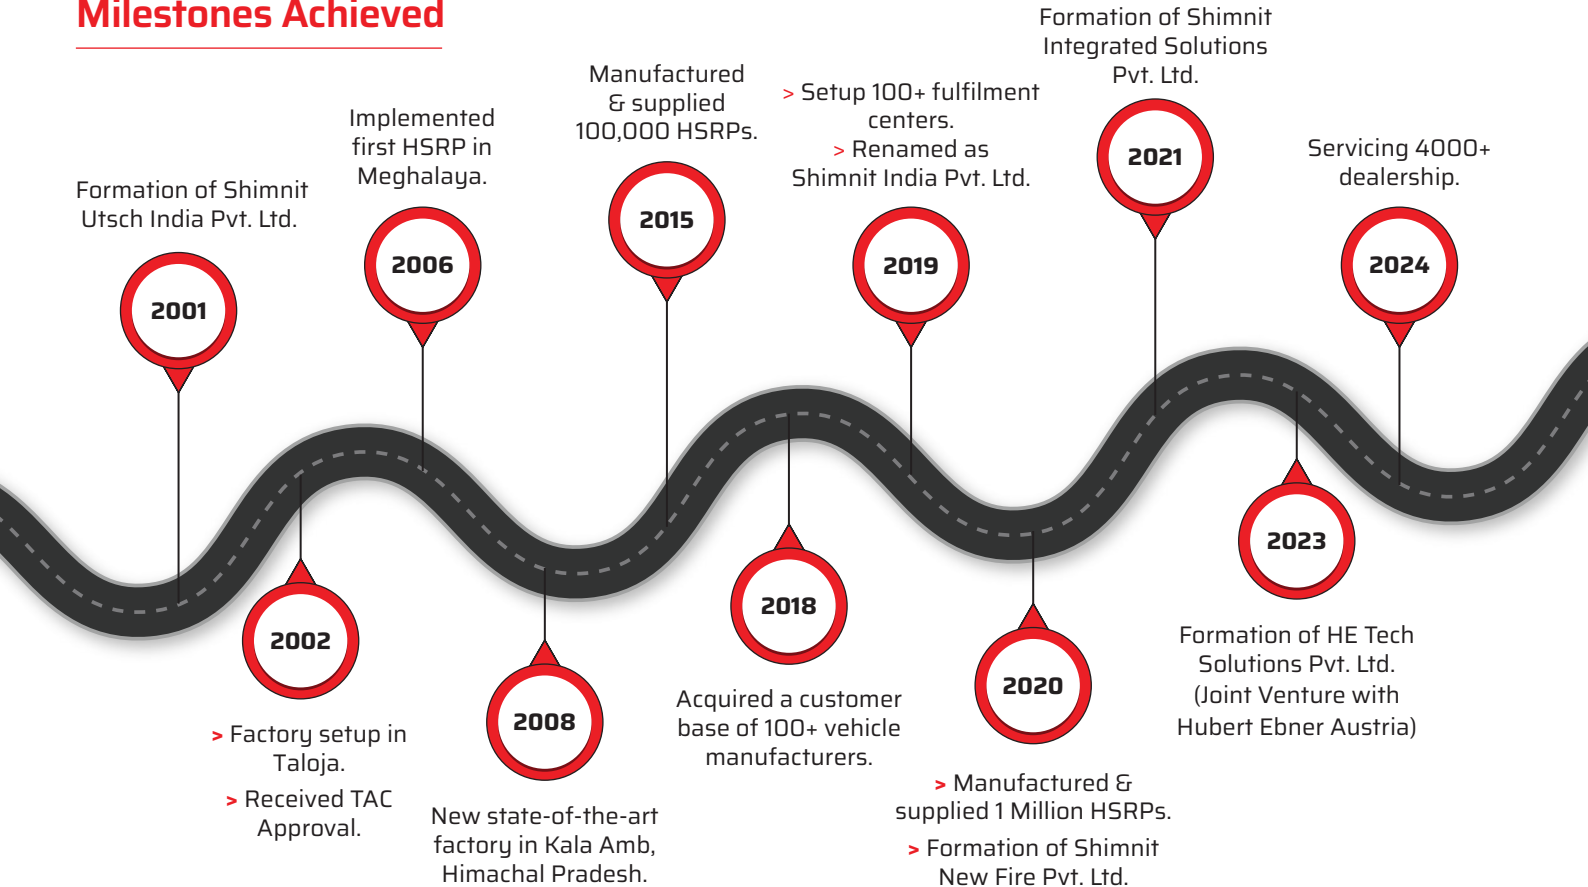 Milestones Achieved
Formation of Shimnit
Utsch India Pvt. Ltd.
2001
> Factory setup in
Taloja.
> Received TAC
Approval.
2002
Implemented
first HSRP in
Meghalaya.
2006
2008
New state-of-the-art
factory in Kala Amb,
Himachal Pradesh.
Manufactured
& supplied
100,000 HSRPs.
2015
2018
Acquired a customer
base of 100+ vehicle
manufacturers.
> Setup 100+ fulfilment
centers.
> Renamed as
Shimnit India Pvt. Ltd.
2019
2020
> Manufactured &
supplied 1 Million HSRPs.
> Formation of Shimnit
New Fire Pvt. Ltd.
Formation of Shimnit
Integrated Solutions
Pvt. Ltd.
2021
2023
Formation of HE Tech
Solutions Pvt. Ltd.
(Joint Venture with
Hubert Ebner Austria)
Servicing 4000+
dealership.
2024